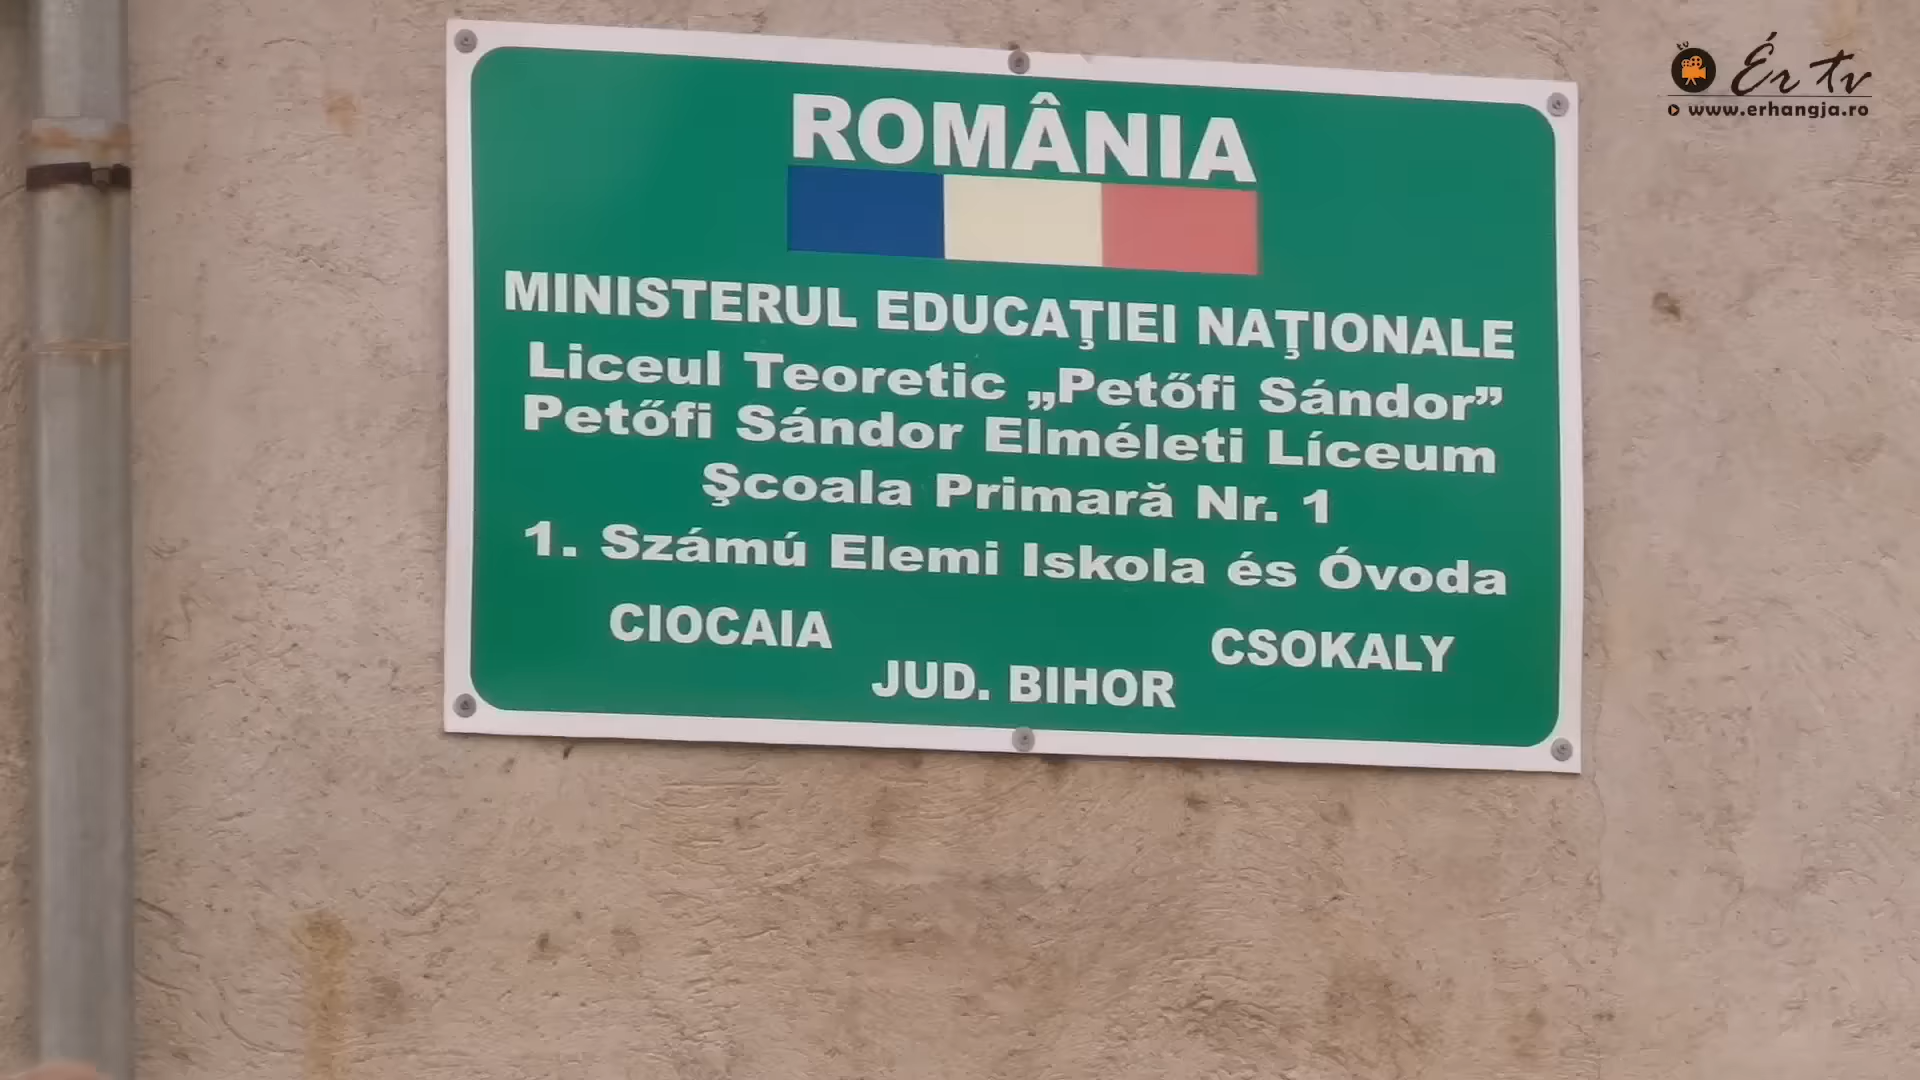 ROMÂNIA
MINISTERUL EDUCAŢIEI NAŢIONALE
Liceul Teoretic „Petőfi Sándor”
Petőfi Sándor Elméleti Líceum
Şcoala Primară Nr. 1
1. Számú Elemi Iskola és Óvoda
CIOCAIA
CSOKALY
JUD. BIHOR
tv
Ér tv
www.erhangja.ro